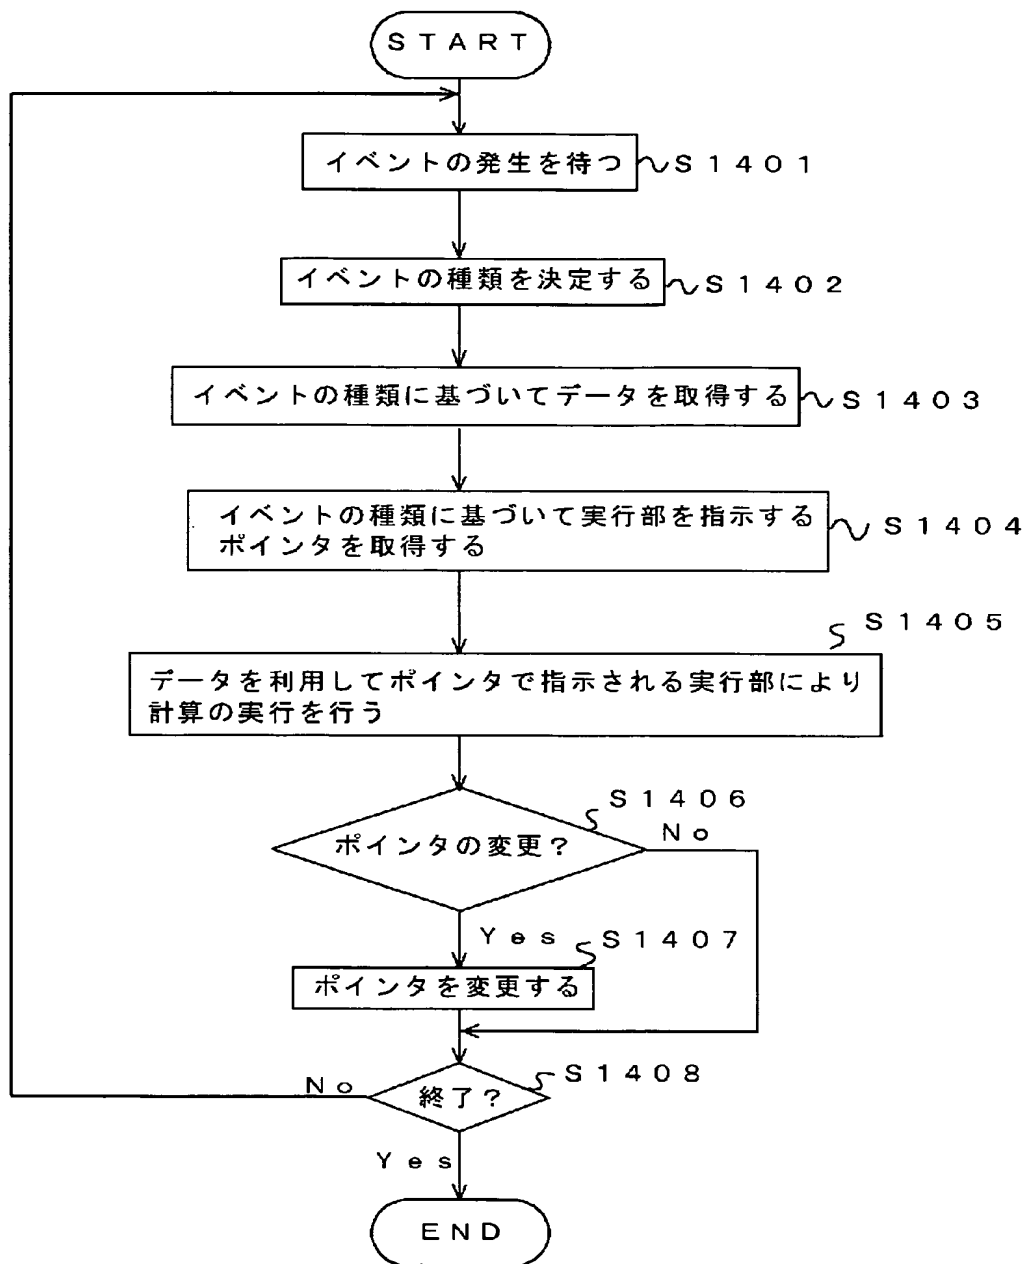 START
イベントの発生を待つ
S1401
イベントの種類を決定する
S1402
イベントの種類に基づいてデータを取得する
S1403
イベントの種類に基づいて実行部を指示する
ポインタを取得する
S1404
S1405
データを利用してポインタで指示される実行部により
計算の実行を行う
S1406
ポインタの変更?
No
Yes
S1407
ポインタを変更する
S1408
終了?
No
Yes
END